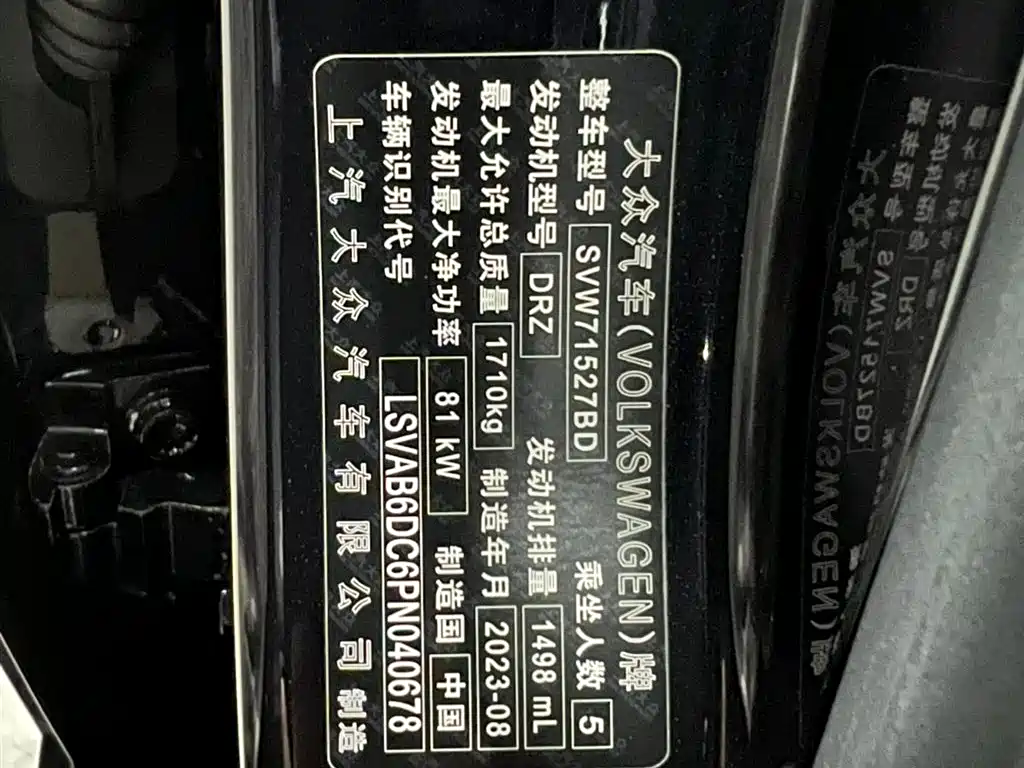 大众汽车(VOLKSWAGEN)牌
整车型号 SVW71527BD 乘坐人数 5
发动机型号 DRZ 发动机排量 1498 mL
最大允许总质量 1710kg 制造年月 2023-08
发动机最大净功率 81 kW 制造国 中国
车辆识别代号 LSVAB6DC6PN040678
上汽大众汽车有限公司制造